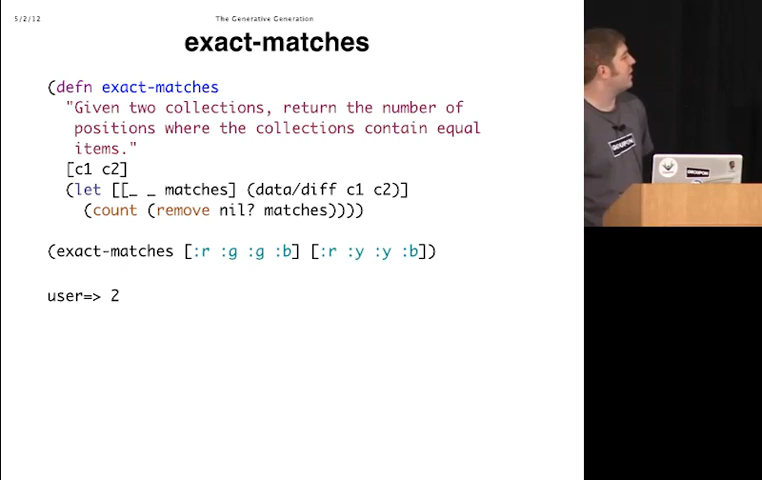 5/2/12
The Generative Generation
exact-matches
(defn exact-matches
"Given two collections, return the number of
positions where the collections contain equal
items."
[c1 c2]
(let [[_ _ matches] (data/diff c1 c2)]
(count (remove nil? matches))))
(exact-matches [:r :g :g :b] [:r :y :y :b])
user=> 2
GROUPON